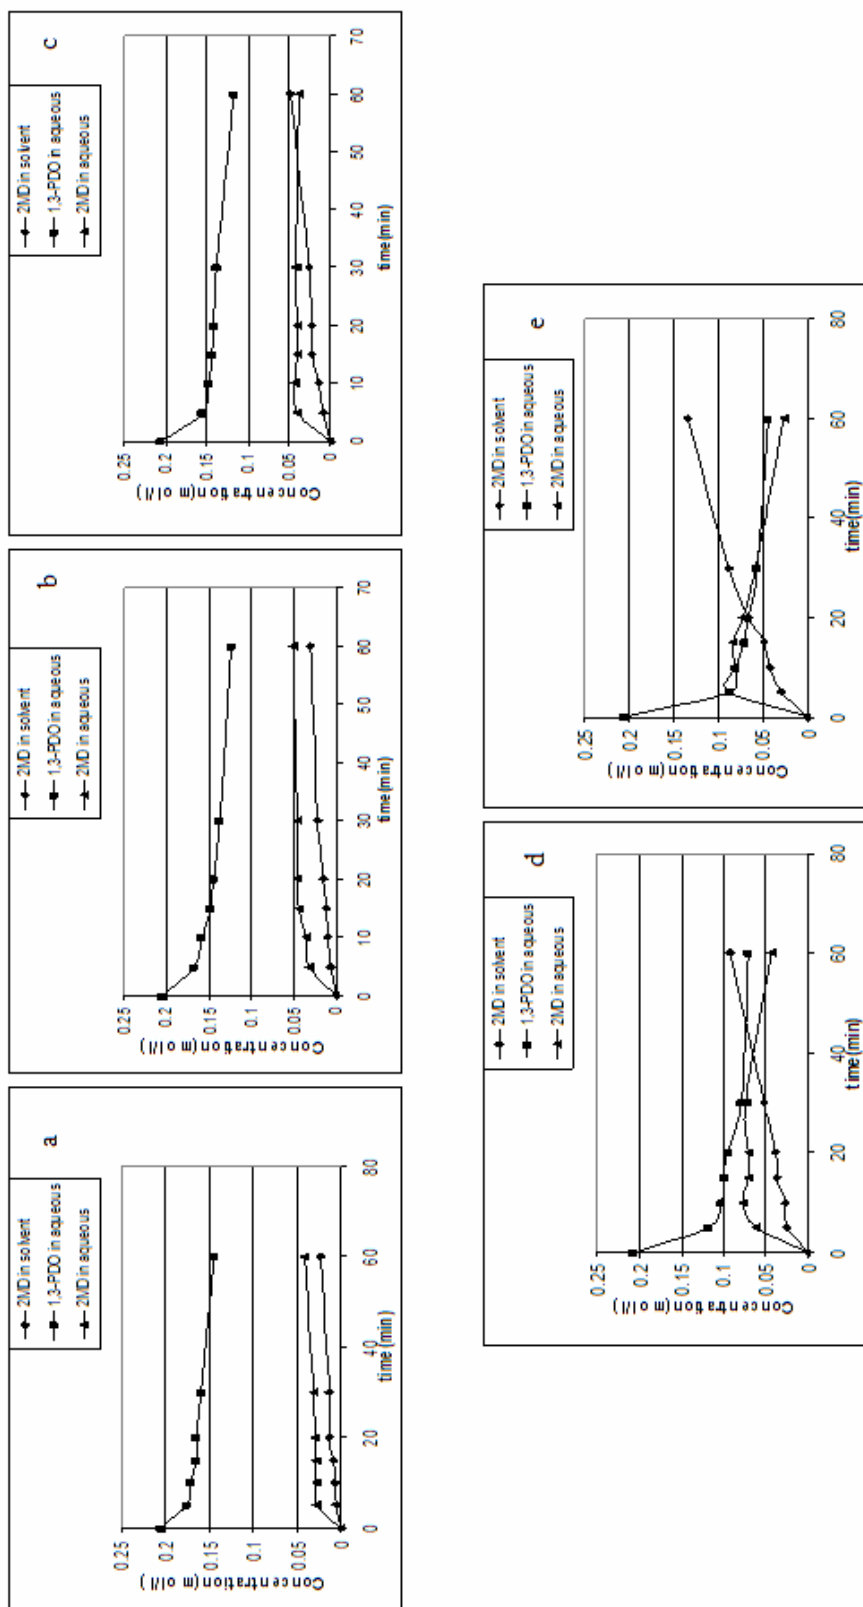 a
2MD in solvent
1,3-PDO in aqueous
2MD in aqueous
Concentration(mol/l)
0.25
0.2
0.15
0.1
0.05
0
0
20
40
60
80
time(min)
b
2MD in solvent
1,3-PDO in aqueous
2MD in aqueous
Concentration(mol/l)
0.25
0.2
0.15
0.1
0.05
0
0
10
20
30
40
50
60
70
time(min)
c
2MD in solvent
1,3-PDO in aqueous
2MD in aqueous
Concentration(mol/l)
0.25
0.2
0.15
0.1
0.05
0
0
10
20
30
40
50
60
70
time(min)
d
2MD in solvent
1,3-PDO in aqueous
2MD in aqueous
Concentration(mol/l)
0.25
0.2
0.15
0.1
0.05
0
0
20
40
60
80
time(min)
e
2MD in solvent
1,3-PDO in aqueous
2MD in aqueous
Concentration(mol/l)
0.25
0.2
0.15
0.1
0.05
0
0
20
40
60
80
time(min)